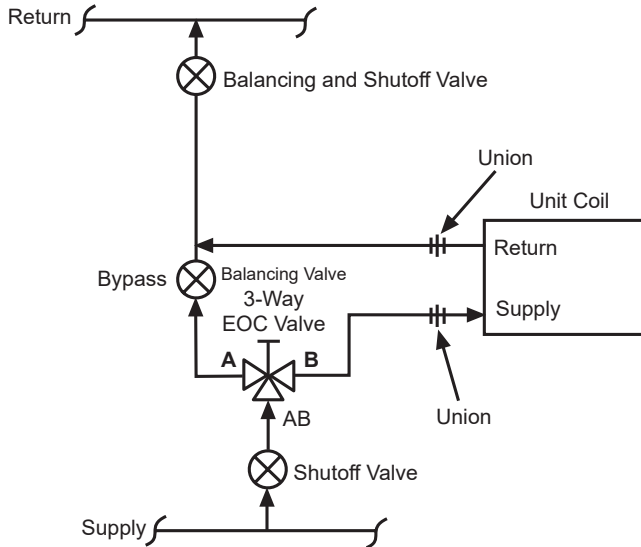 Return
Balancing and Shutoff Valve
Union
Unit Coil
Return
Bypass
Balancing Valve
3-Way
EOC Valve
Supply
A
B
AB
Union
Shutoff Valve
Supply